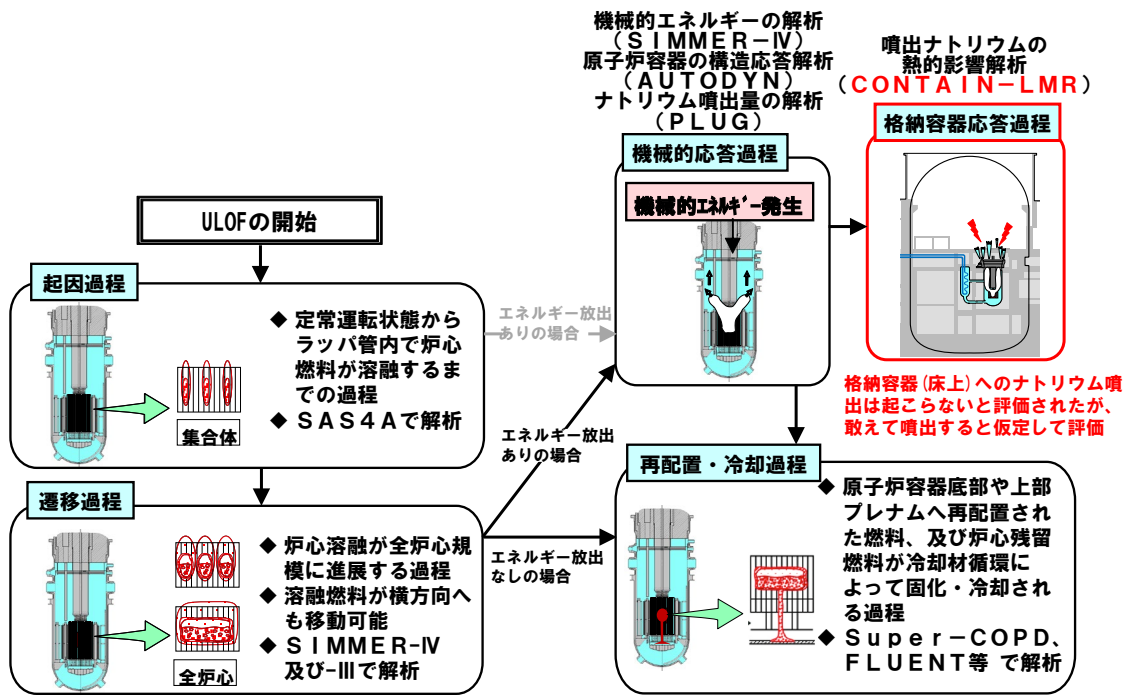 機械的エネルギーの解析
(SIMMER-Ⅳ)
原子炉容器の構造応答解析
(AUTODYN)
ナトリウム噴出量の解析
(PLUG)
噴出ナトリウムの
熱的影響解析
(CONTAIN-LMR)
機械的応答過程
機械的エネルギー発生
格納容器応答過程
格納容器(床上)へのナトリウム噴
出は起こらないと評価されたが、
敢えて噴出すると仮定して評価
ULOFの開始
起因過程
◆ 定常運転状態から
ラッパ管内で炉心
燃料が溶融するま
での過程
◆ SAS4Aで解析
集合体
エネルギー放出
ありの場合
エネルギー放出
ありの場合
エネルギー放出
なしの場合
遷移過程
◆ 炉心溶融が全炉心規
模に進展する過程
◆ 溶融燃料が横方向へ
も移動可能
◆ SIMMER-Ⅳ
及び-Ⅲで解析
全炉心
再配置・冷却過程
◆ 原子炉容器底部や上部
プレナムへ再配置され
た燃料、及び炉心残留
燃料が冷却材循環に
よって固化・冷却され
る過程
◆ Super-COPD、
FLUENT等 で解析